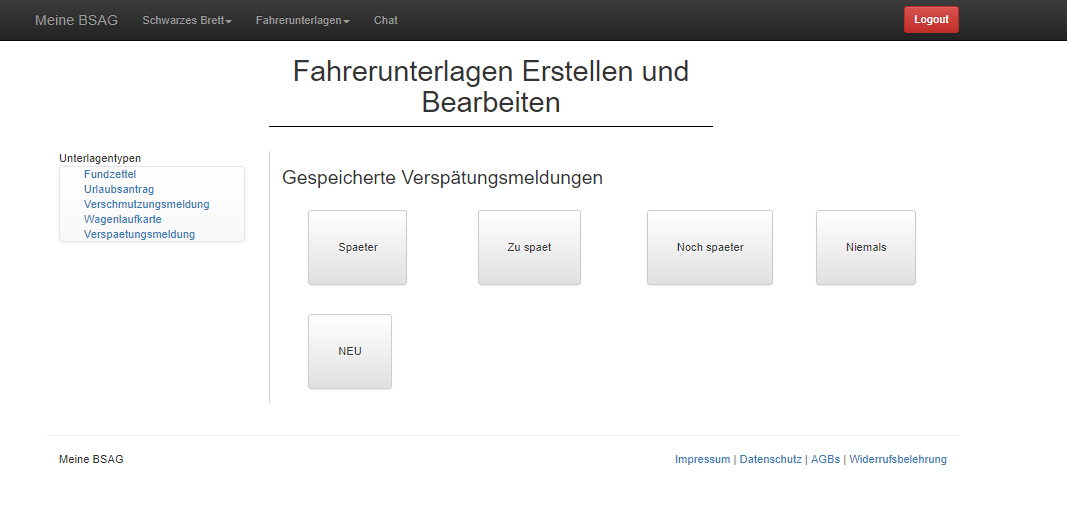 Meine BSAG Schwarzes Brett Fahrerunterlagen Chat Logout
Fahrerunterlagen Erstellen und
Bearbeiten
Unterlagentypen
Fundzettel
Urlaubsantrag
Verschmutzungsmeldung
Wagenlaufkarte
Verspaetungsmeldung
Gespeicherte Verspätungsmeldungen
Spaeter Zu spaet Noch spaeter Niemals
NEU
Meine BSAG Impressum | Datenschutz | AGBs | Widerrufsbelehrung